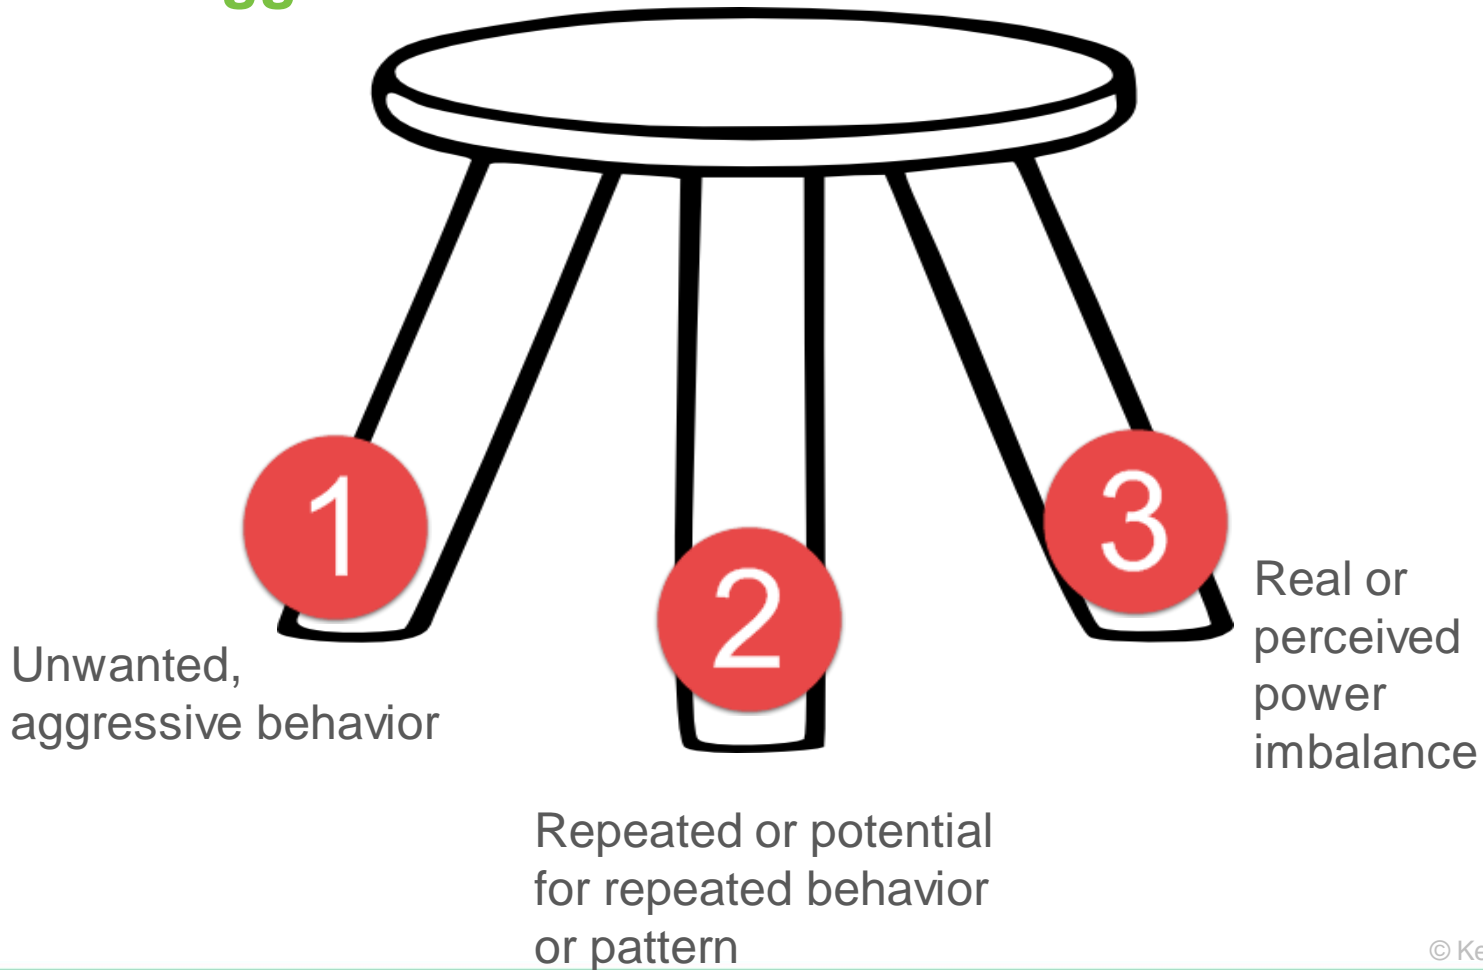 1
2
3
Unwanted,
aggressive behavior
Repeated or potential
for repeated behavior
or pattern
Real or
perceived
power
imbalance
©